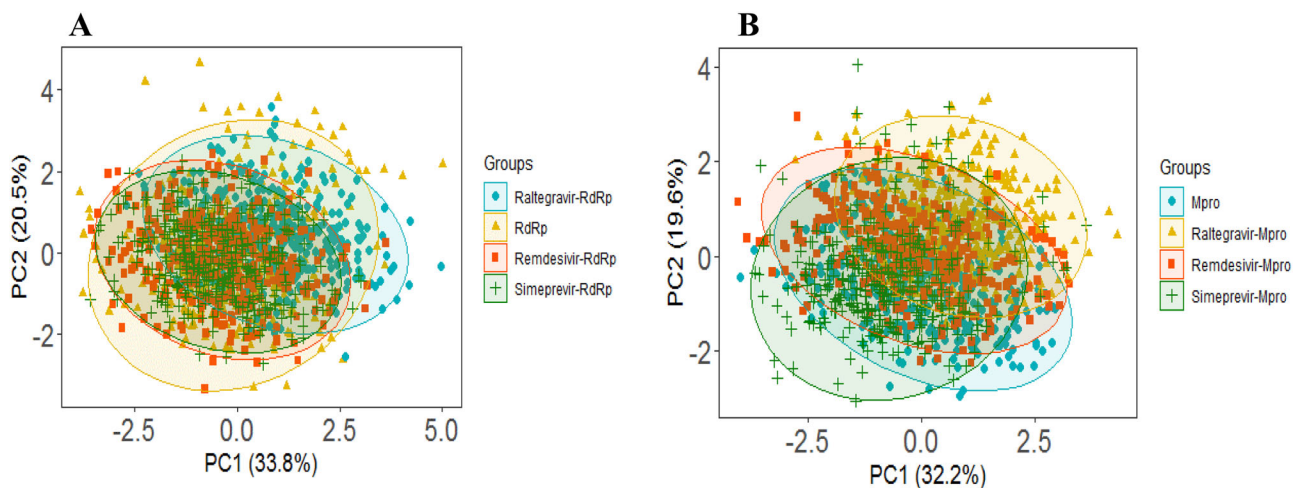 A
PC2 (20.5%)
4
2
0
-2
-2.5
0.0
2.5
5.0
PC1 (33.8%)
Groups
Raltegravir-RdRp
RdRp
Remdesivir-RdRp
Simeprevir-RdRp
B
PC2 (19.6%)
4
2
0
-2
-2.5
0.0
2.5
PC1 (32.2%)
Groups
Mpro
Raltegravir-Mpro
Remdesivir-Mpro
Simeprevir-Mpro